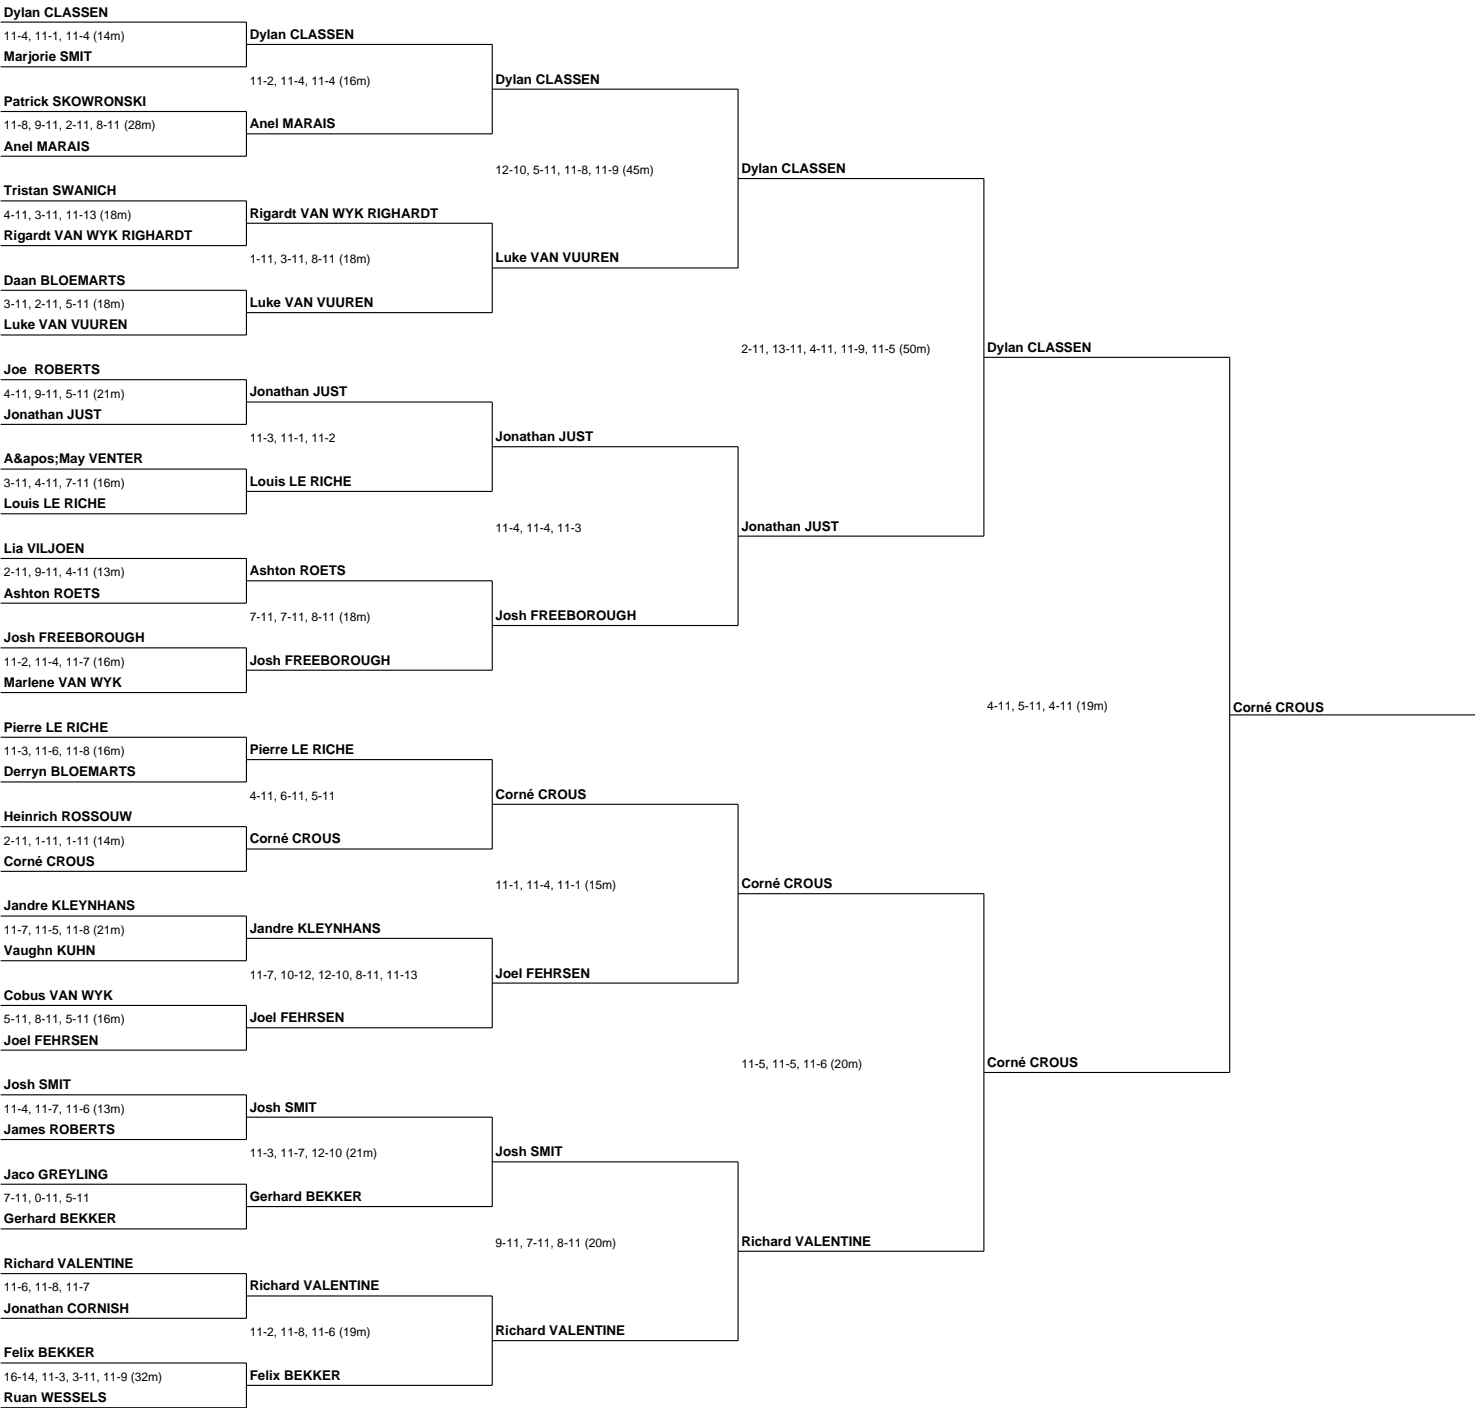 Dylan CLASSEN
11-4, 11-1, 11-4 (14m)
Marjorie SMIT
Patrick SKOWRONSKI
11-8, 9-11, 2-11, 8-11 (28m)
Anel MARAIS
Tristan SWANICH
4-11, 3-11, 11-13 (18m)
Rigardt VAN WYK RIGHARDT
Daan BLOEMARTS
3-11, 2-11, 5-11 (18m)
Luke VAN VUUREN
Joe  ROBERTS
4-11, 9-11, 5-11 (21m)
Jonathan JUST
A&apos;May VENTER
3-11, 4-11, 7-11 (16m)
Louis LE RICHE
Lia VILJOEN
2-11, 9-11, 4-11 (13m)
Ashton ROETS
Josh FREEBOROUGH
11-2, 11-4, 11-7 (16m)
Marlene VAN WYK
Pierre LE RICHE
11-3, 11-6, 11-8 (16m)
Derryn BLOEMARTS
Heinrich ROSSOUW
2-11, 1-11, 1-11 (14m)
Corné CROUS
Jandre KLEYNHANS
11-7, 11-5, 11-8 (21m)
Vaughn KUHN
Cobus VAN WYK
5-11, 8-11, 5-11 (16m)
Joel FEHRSEN
Josh SMIT
11-4, 11-7, 11-6 (13m)
James ROBERTS
Jaco GREYLING
7-11, 0-11, 5-11
Gerhard BEKKER
Richard VALENTINE
11-6, 11-8, 11-7
Jonathan CORNISH
Felix BEKKER
16-14, 11-3, 3-11, 11-9 (32m)
Ruan WESSELS
Dylan CLASSEN
11-2, 11-4, 11-4 (16m)
Anel MARAIS
Rigardt VAN WYK RIGHARDT
1-11, 3-11, 8-11 (18m)
Luke VAN VUUREN
Jonathan JUST
11-3, 11-1, 11-2
Louis LE RICHE
Ashton ROETS
7-11, 7-11, 8-11 (18m)
Josh FREEBOROUGH
Pierre LE RICHE
4-11, 6-11, 5-11
Corné CROUS
Jandre KLEYNHANS
11-7, 10-12, 12-10, 8-11, 11-13
Joel FEHRSEN
Josh SMIT
11-3, 11-7, 12-10 (21m)
Gerhard BEKKER
Richard VALENTINE
11-2, 11-8, 11-6 (19m)
Felix BEKKER
Dylan CLASSEN
12-10, 5-11, 11-8, 11-9 (45m)
Luke VAN VUUREN
Jonathan JUST
11-4, 11-4, 11-3
Josh FREEBOROUGH
Corné CROUS
11-1, 11-4, 11-1 (15m)
Joel FEHRSEN
Josh SMIT
9-11, 7-11, 8-11 (20m)
Richard VALENTINE
Dylan CLASSEN
2-11, 13-11, 4-11, 11-9, 11-5 (50m)
Jonathan JUST
Corné CROUS
11-5, 11-5, 11-6 (20m)
Richard VALENTINE
Dylan CLASSEN
4-11, 5-11, 4-11 (19m)
Corné CROUS
Corné CROUS